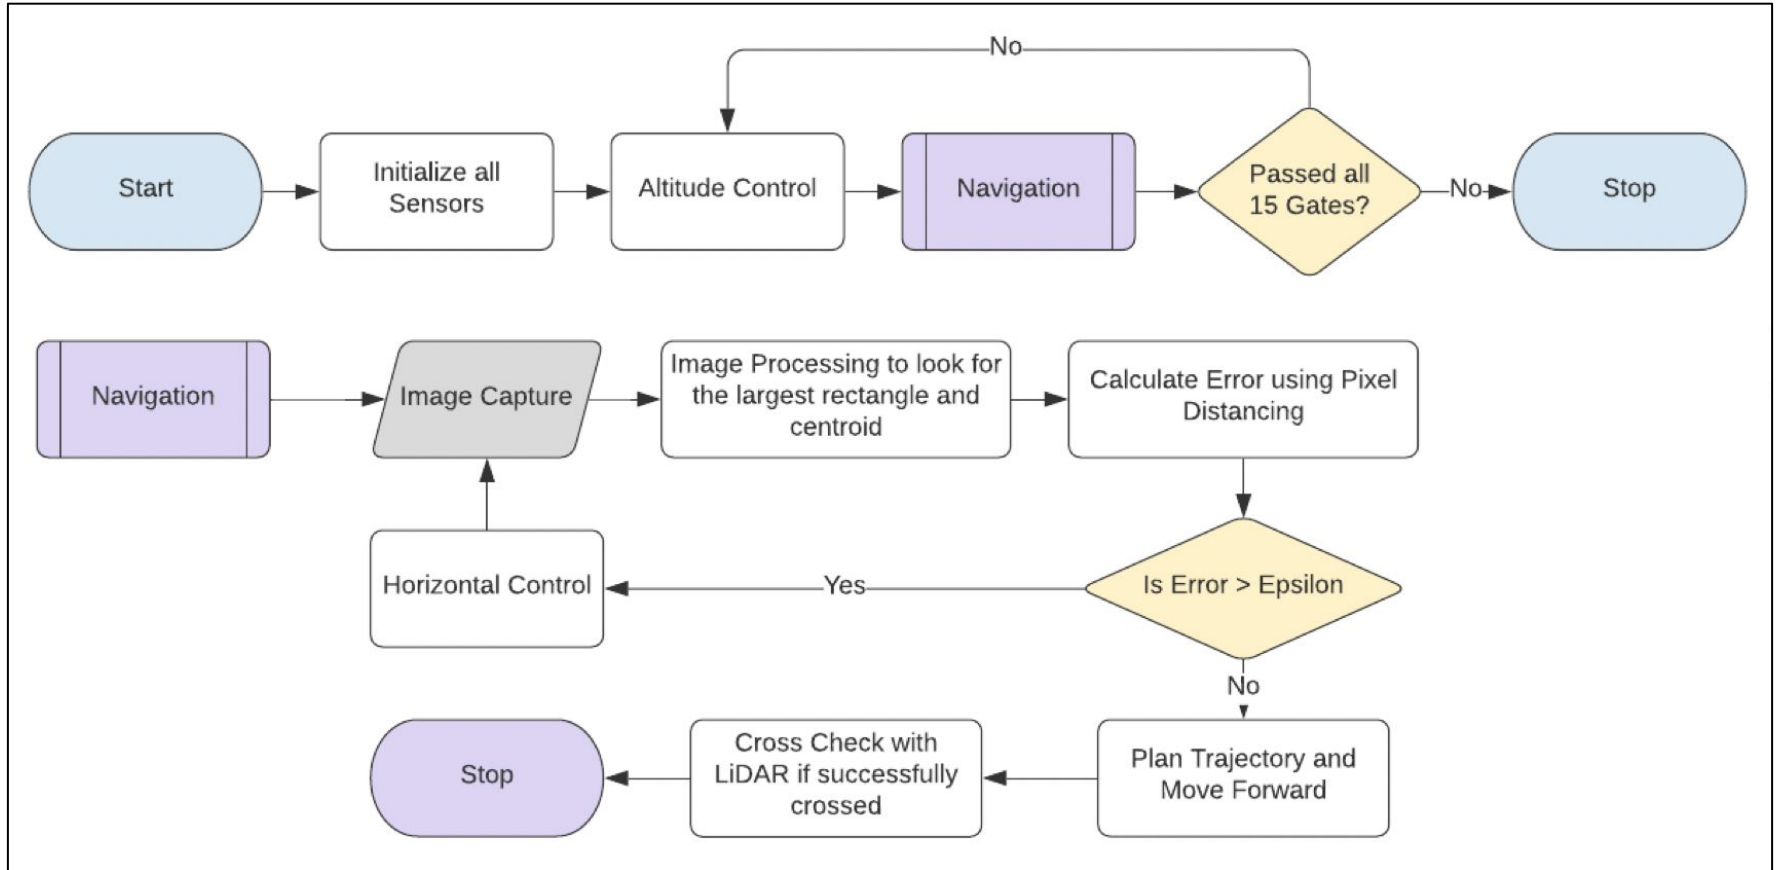 No
Start
Initialize all
Sensors
Altitude Control
Navigation
Passed all
15 Gates?
No
Stop
Navigation
Image Capture
Image Processing to look for
the largest rectangle and
centroid
Calculate Error using Pixel
Distancing
Horizontal Control
Yes
Is Error > Epsilon
No
Stop
Cross Check with
LiDAR if successfully
crossed
Plan Trajectory and
Move Forward